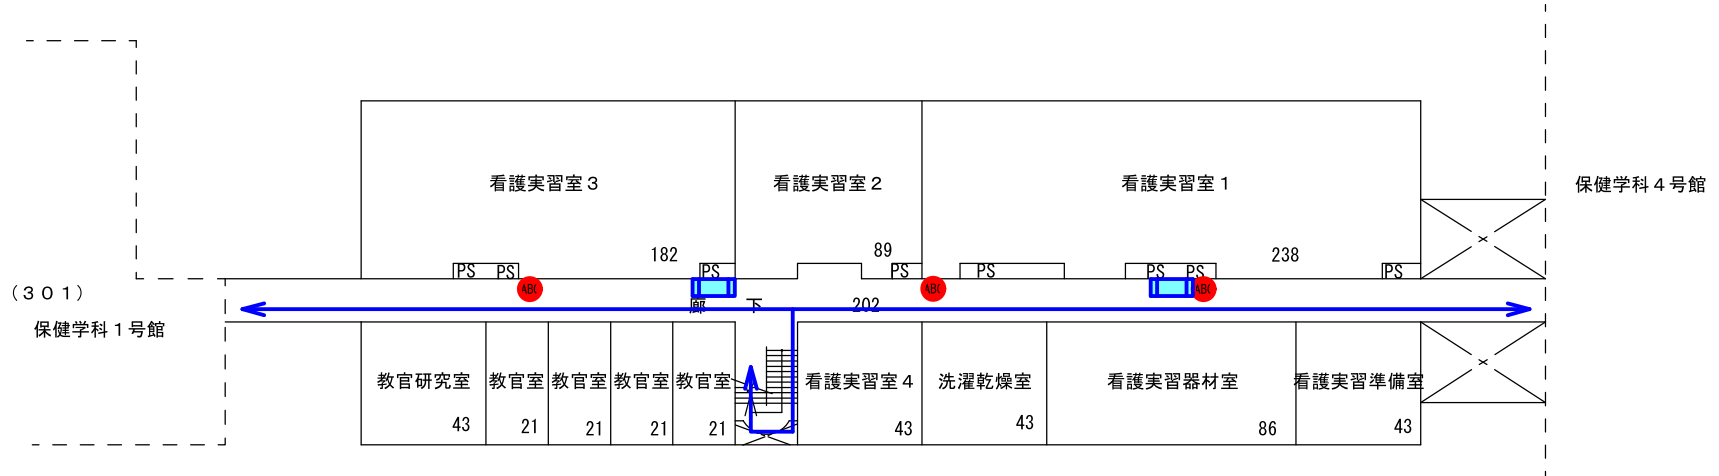 看護実習室３
看護実習室２
看護実習室１
保健学科４号館
182
89
238
PS
PS
PS
PS
PS
PS
PS
PS
ABC
ABC
ABC
（３０１）
保健学科１号館
廊 下
202
教官研究室
教官室
教官室
教官室
教官室
看護実習室４
洗濯乾燥室
看護実習器材室
看護実習準備室
43
21
21
21
21
43
43
86
43